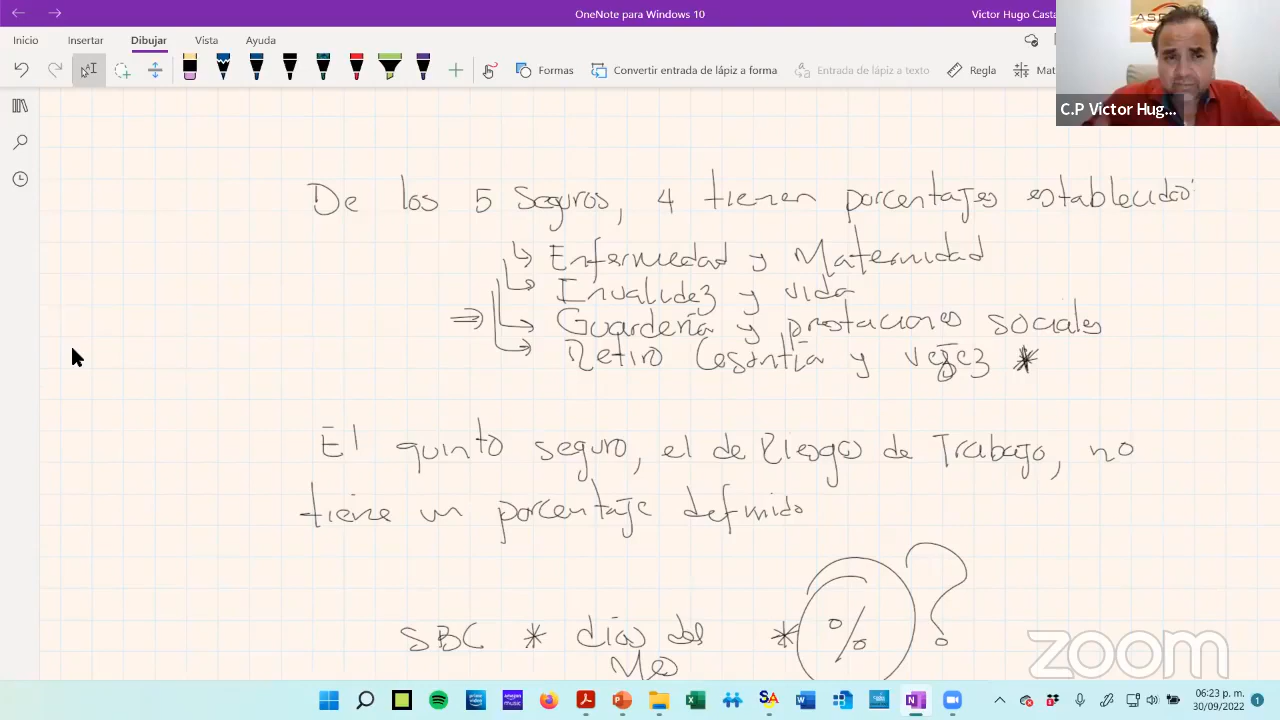 OneNote para Windows 10
Victor Hugo Casta
Inicio
Insertar
Dibujar
Vista
Ayuda
Formas
Convertir entrada de lápiz a forma
Entrada de lápiz a texto
Regla
Mat
C.P Victor Hug...
De los 5 Seguros, 4 tienen porcentajes establecidos
Enfermedad y Maternidad
Invalidez y vida
⇒ Guardería y prestaciones sociales
Retiro Cesantía y vejez *
El quinto seguro, el de Riesgo de Trabajo, no
tiene un porcentaje definido
SBC * días del * % ?
Mes
zoom
06:23 p. m.
30/09/2022